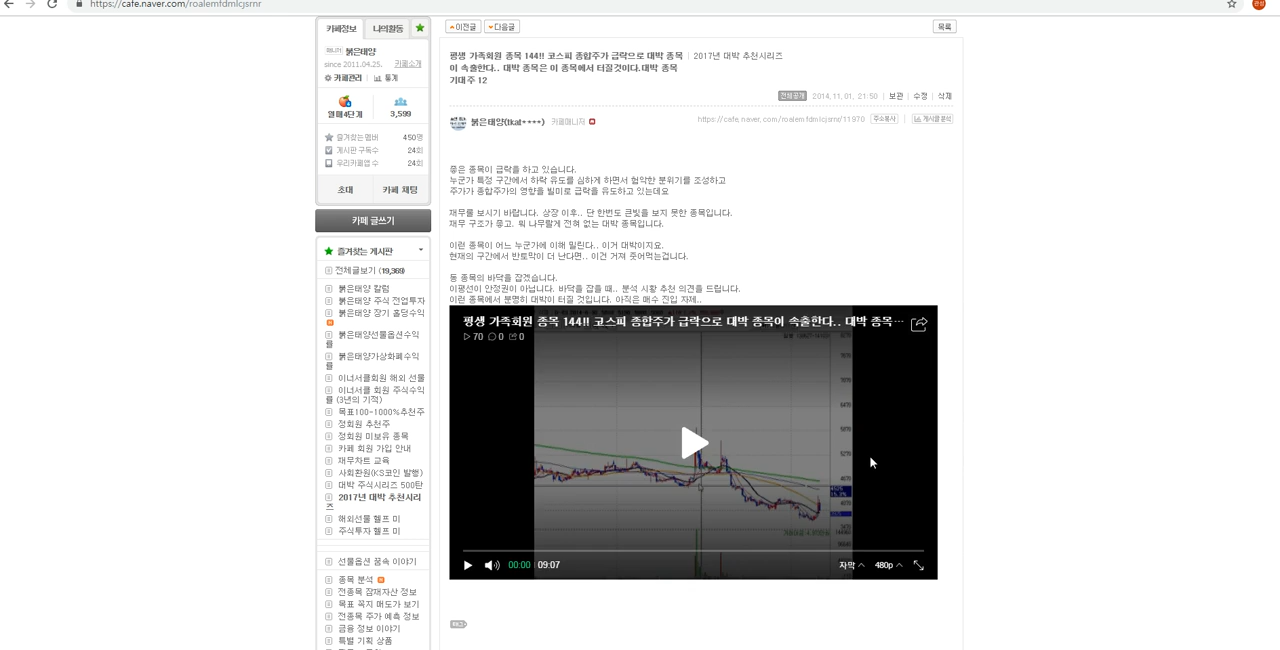 https://cafe.naver.com/roalemfdmlcjsrnr
관성
카페정보
나의활동
매니저 붉은태양
since 2011.04.25.
카페소개
카페관리
통계
열매4단계
3,599
즐겨찾는멤버 450명
게시판 구독수 24회
우리카페앱 수 24회
초대
카페 채팅
카페 글쓰기
즐겨찾는 게시판
전체글보기 (19,369)
붉은태양 칼럼
붉은태양 주식 전업투자
붉은태양 장기 홀딩수익
붉은태양선물옵션수익
률
붉은태양가상화폐수익
률
이너서클회원 해외 선물
이너서클 회원 주식수익
률 (3년의 기적)
목표100-1000%추천주
정회원 추천주
정회원 미보유 종목
카페 회원 가입 안내
재무차트 교육
사회환원(KS코인 발행)
대박 주식시리즈 500탄
2017년 대박 추천시리
즈
해외선물 헬프 미
주식투자 헬프 미
선물옵션 꿈속 이야기
종목 분석
전종목 잠재자산 정보
목표 꼭지 매도가 보기
전종목 주가 예측 정보
금융 정보 이야기
특별 기획 상품
이전글
다음글
목록
평생 가족회원 종목 144!! 코스피 종합주가 급락으로 대박 종목 | 2017년 대박 추천시리즈
이 속출한다.. 대박 종목은 이 종목에서 터질것이다.대박 종목
기대주 12
전체공개 2014.11.01. 21:50 | 보관 | 수정 | 삭제
붉은태양(tkat****) 카페매니저
https://cafe.naver.com/roalemfdmlcjsrnr/11970 주소복사 | 게시글분석
좋은 종목이 급락을 하고 있습니다.
누군가 특정 구간에서 하락 유도를 심하게 하면서 험악한 분위기를 조성하고
주가가 종합주가의 영향을 빌미로 급락을 유도하고 있는데요
재무를 보시기 바랍니다. 상장 이후.. 단 한번도 큰빛을 보지 못한 종목입니다.
재무 구조가 좋고.. 뭐 나무랄게 전혀 없는 대박 종목입니다.
이런 종목이 어느 누군가에 이해 밀린다.. 이거 대박이지요.
현재의 구간에서 반토막이 더 난다면.. 이건 거져 줏어먹는겁니다.
동 종목의 바닥을 잡겠습니다.
이평선이 안정권이 아닙니다. 바닥을 잡을 때.. 분석 시황 추천 의견을 드립니다.
이런 종목에서 분명히 대박이 터질 것입니다. 아직은 매수 진입 자제..
평생 가족회원 종목 144!! 코스피 종합주가 급락으로 대박 종목이 속출한다.. 대박 종목…
70 0 0
00:00 09:07
자막
480p
태그